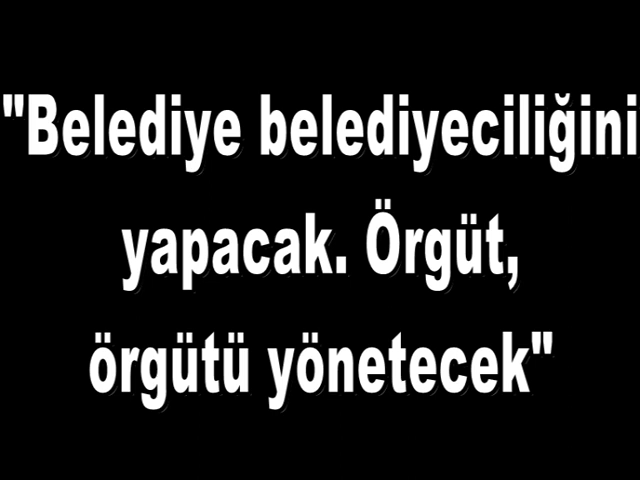 "Belediye belediyeciliğini
yapacak. Örgüt,
örgütü yönetecek"